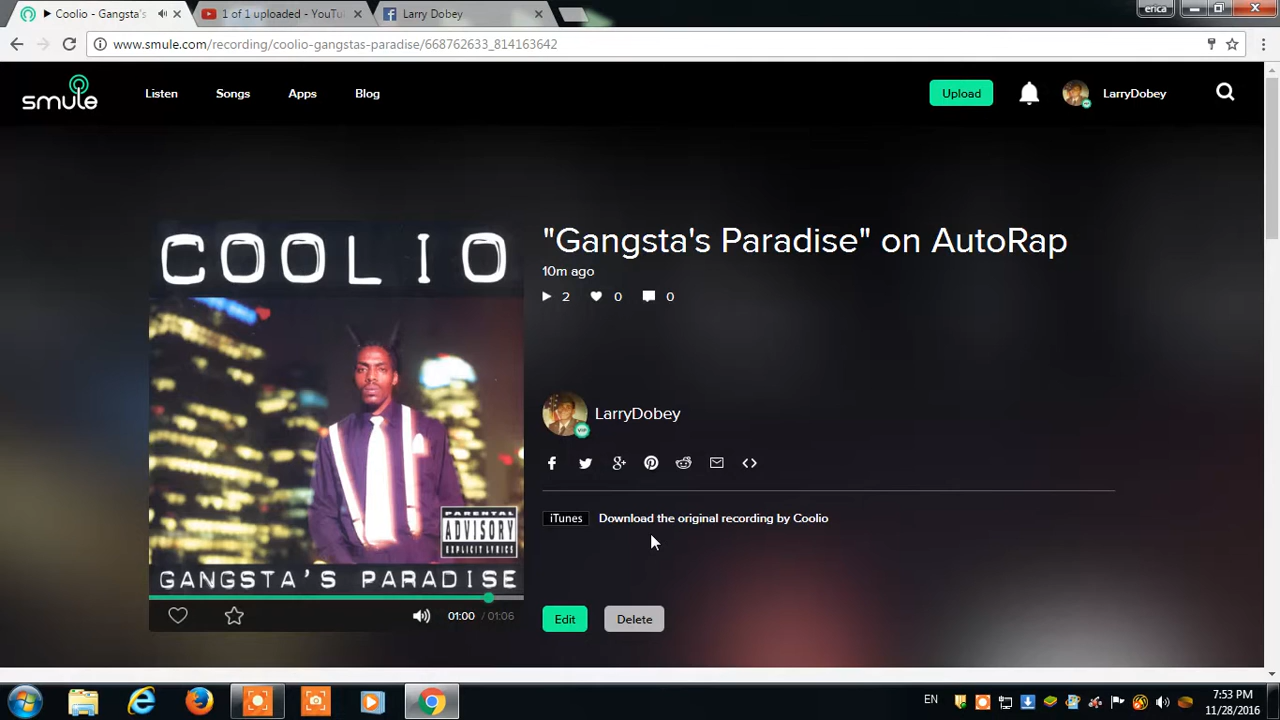 Coolio - Gangsta's
1 of 1 uploaded - YouTu
Larry Dobey
erica
www.smule.com/recording/coolio-gangstas-paradise/668762633_814163642
smule
Listen
Songs
Apps
Blog
Upload
LarryDobey
COOLIO
PARENTAL
ADVISORY
EXPLICIT LYRICS
GANGSTA'S PARADISE
01:00 / 01:06
"Gangsta's Paradise" on AutoRap
10m ago
2
0
0
LarryDobey
VIP
iTunes
Download the original recording by Coolio
Edit
Delete
EN
7:53 PM
11/28/2016